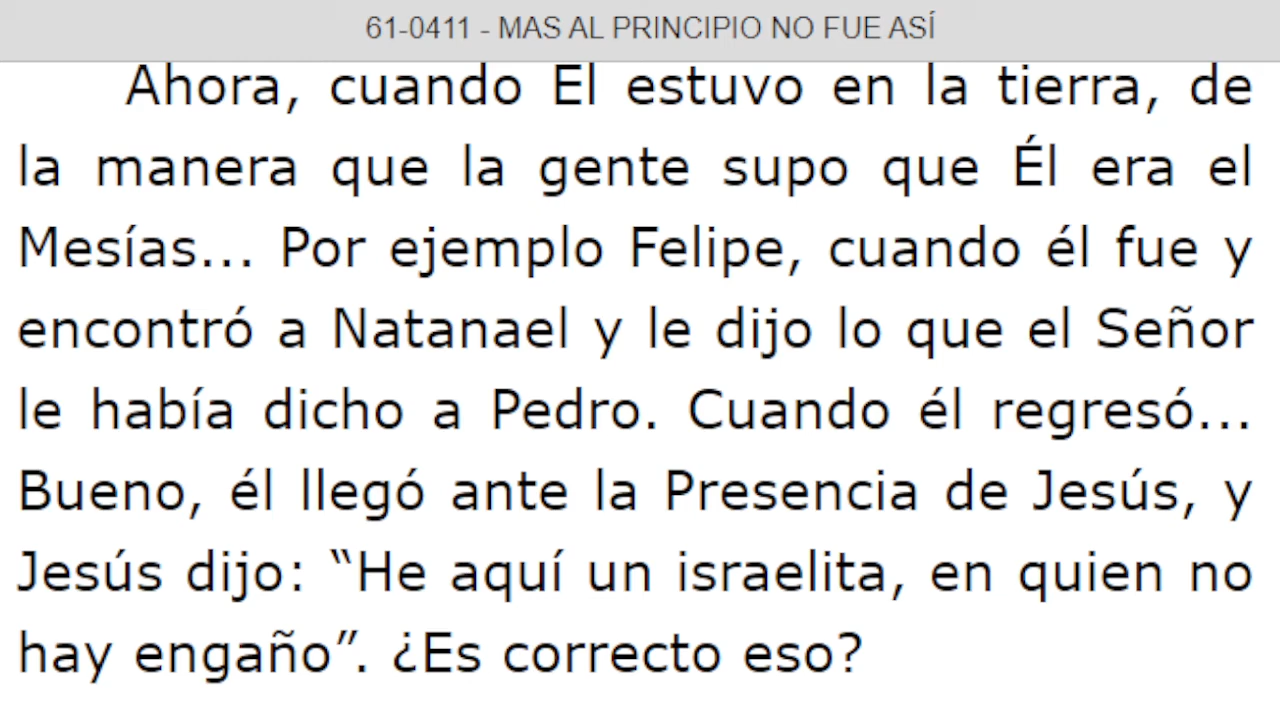 61-0411 - MAS AL PRINCIPIO NO FUE ASÍ
Ahora, cuando Él estuvo en la tierra, de
la manera que la gente supo que Él era el
Mesías... Por ejemplo Felipe, cuando él fue y
encontró a Natanael y le dijo lo que el Señor
le había dicho a Pedro. Cuando él regresó...
Bueno, él llegó ante la Presencia de Jesús, y
Jesús dijo: “He aquí un israelita, en quien no
hay engaño”. ¿Es correcto eso?